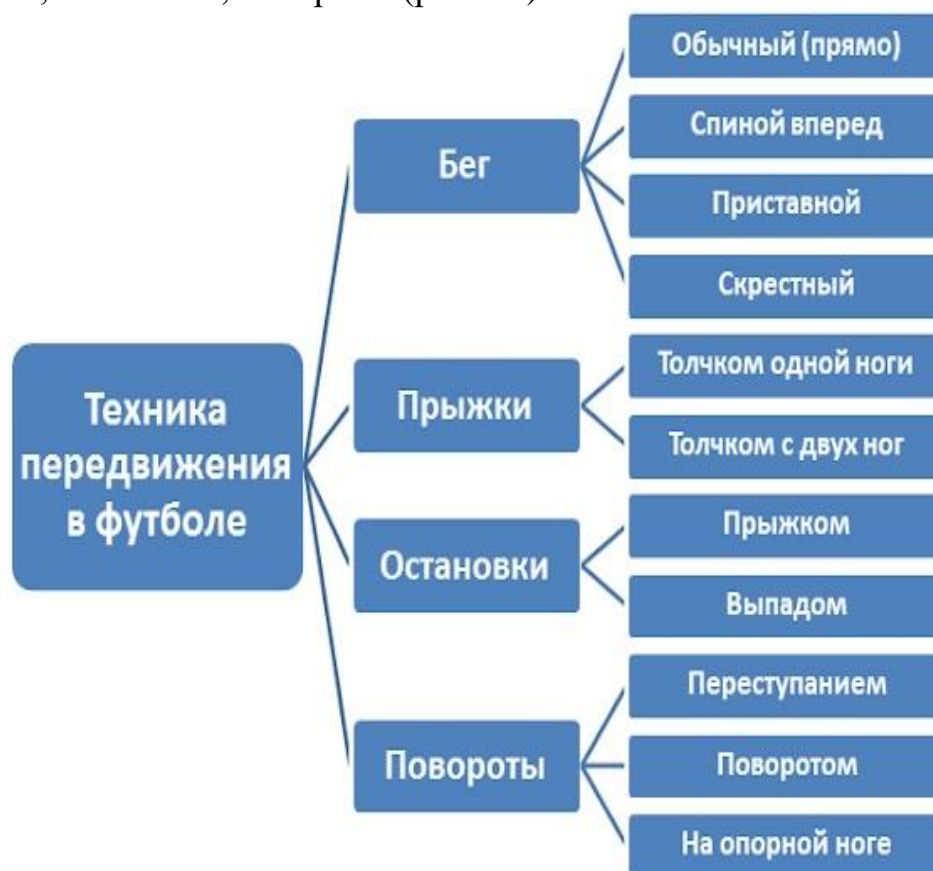 Техника
передвижения
в футболе
Бег
Обычный (прямо)
Спиной вперед
Приставной
Скрестный
Прыжки
Толчком одной ноги
Толчком с двух ног
Остановки
Прыжком
Выпадом
Повороты
Переступанием
Поворотом
На опорной ноге